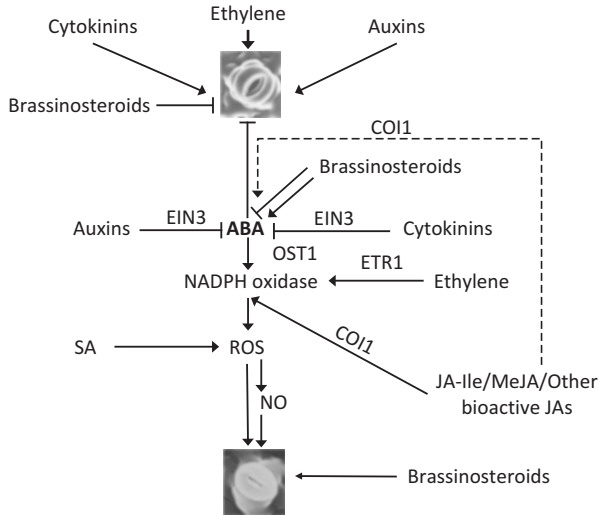 Ethylene
Cytokinins
Auxins
Brassinosteroids
COI1
Brassinosteroids
Auxins
EIN3
ABA
EIN3
Cytokinins
OST1
ETR1
NADPH oxidase
Ethylene
COI1
SA
ROS
JA-Ile/MeJA/Other
bioactive JAs
NO
Brassinosteroids